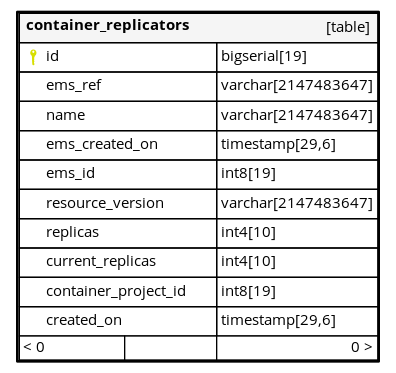 container_replicators [table]
id bigserial[19]
ems_ref varchar[2147483647]
name varchar[2147483647]
ems_created_on timestamp[29,6]
ems_id int8[19]
resource_version varchar[2147483647]
replicas int4[10]
current_replicas int4[10]
container_project_id int8[19]
created_on timestamp[29,6]
< 0 0 >